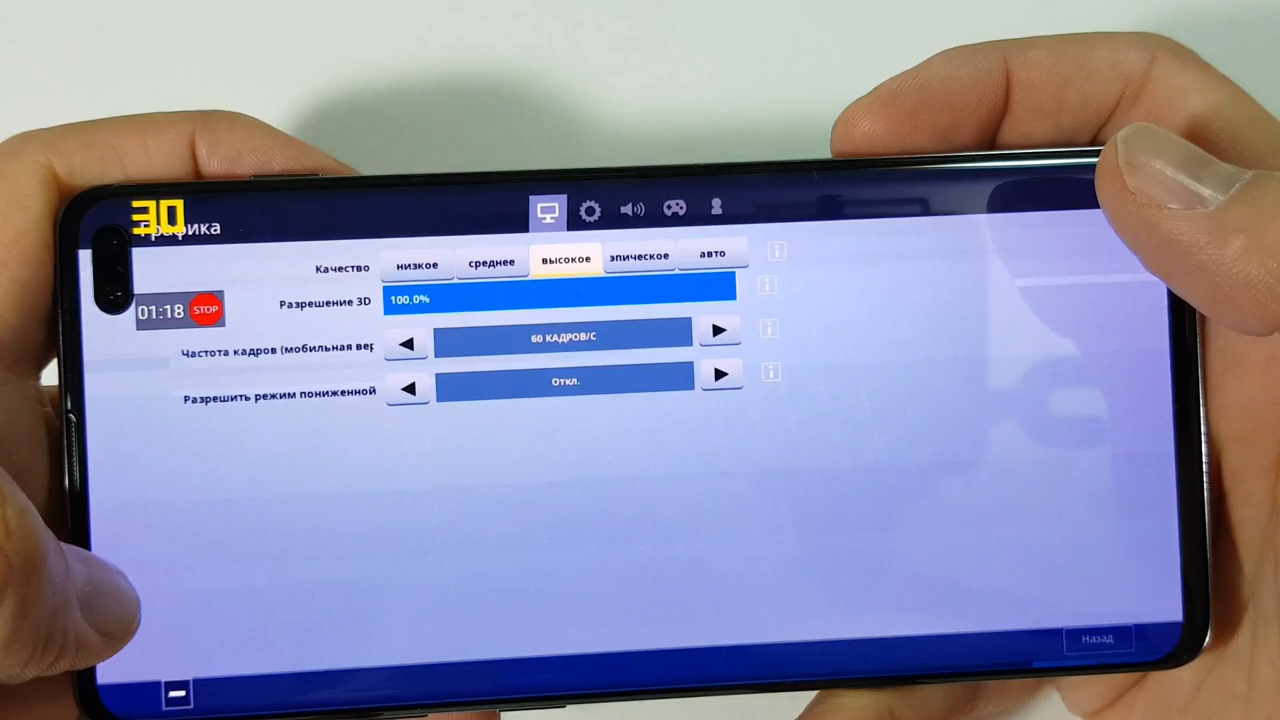 30
Графика
Качество
низкое
среднее
высокое
эпическое
авто
Разрешение 3D
100,0%
01:18
STOP
Частота кадров (мобильная вер
60 КАДРОВ/С
Разрешить режим пониженной
Откл.
Назад